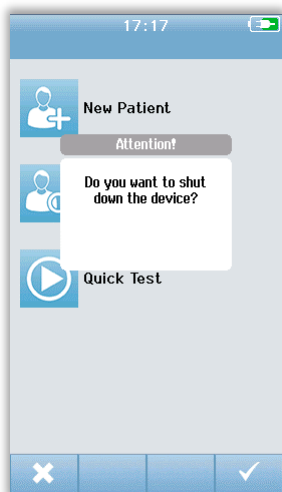 17:17
New Patient
Attention!
Do you want to shut
down the device?
Quick Test